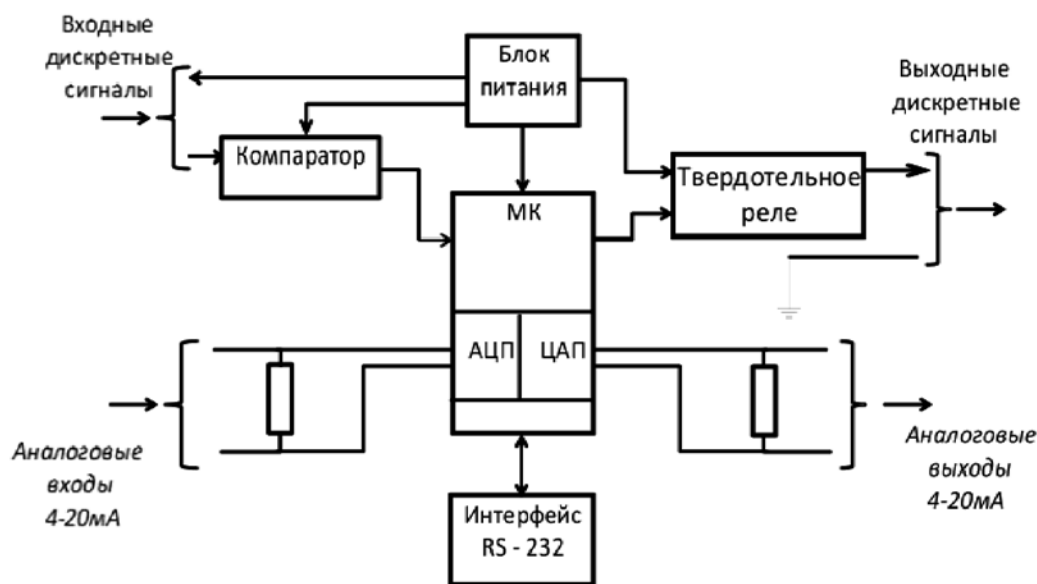 Входные
дискретные
сигналы
Блок
питания
Выходные
дискретные
сигналы
Компаратор
Твердотельное
реле
МК
АЦП
ЦАП
Аналоговые
входы
4-20мА
Аналоговые
выходы
4-20мА
Интерфейс
RS - 232